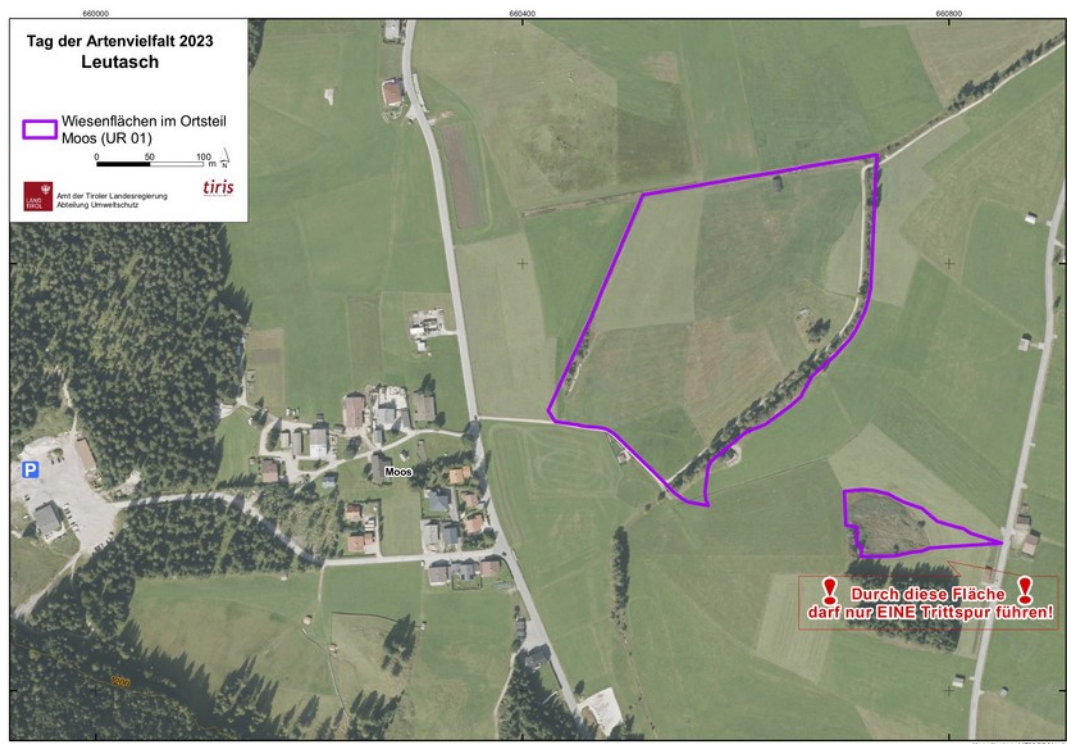 660000
660400
660800
Tag der Artenvielfalt 2023
Leutasch
Wiesenflächen im Ortsteil
Moos (UR 01)
0 50 100
m
N
LAND
TIROL
Amt der Tiroler Landesregierung
Abteilung Umweltschutz
tiris
P
Moos
Durch diese Fläche
darf nur EINE Trittspur führen!